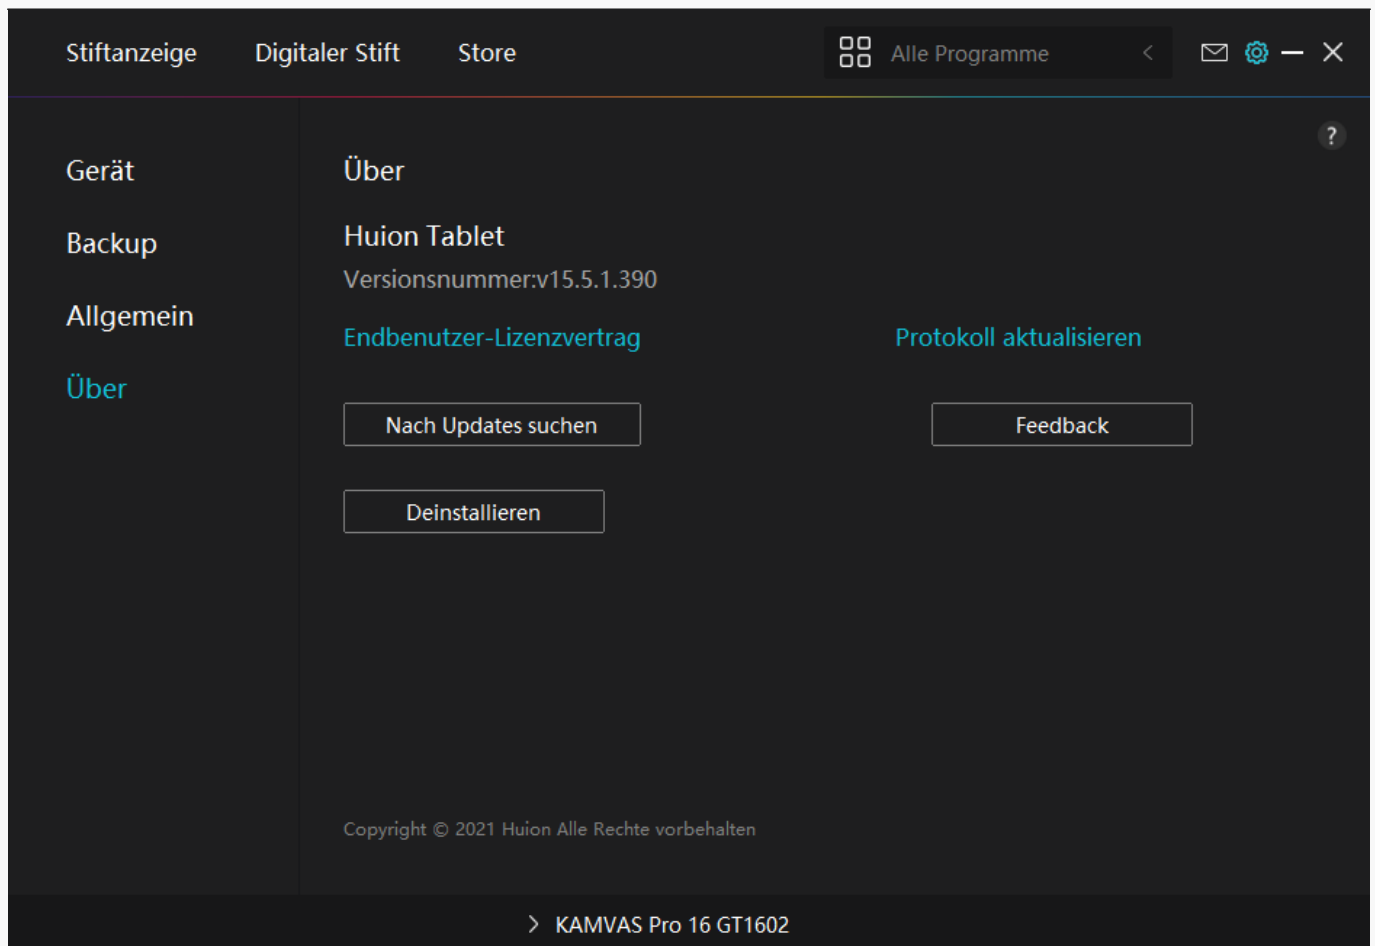 Stiftanzeige Digitaler Stift Store Alle Programme
?
Gerät
Backup
Allgemein
Über
Über
Huion Tablet
Versionsnummer:v15.5.1.390
Endbenutzer-Lizenzvertrag Protokoll aktualisieren
Nach Updates suchen Feedback
Deinstallieren
Copyright © 2021 Huion Alle Rechte vorbehalten
KAMVAS Pro 16 GT1602